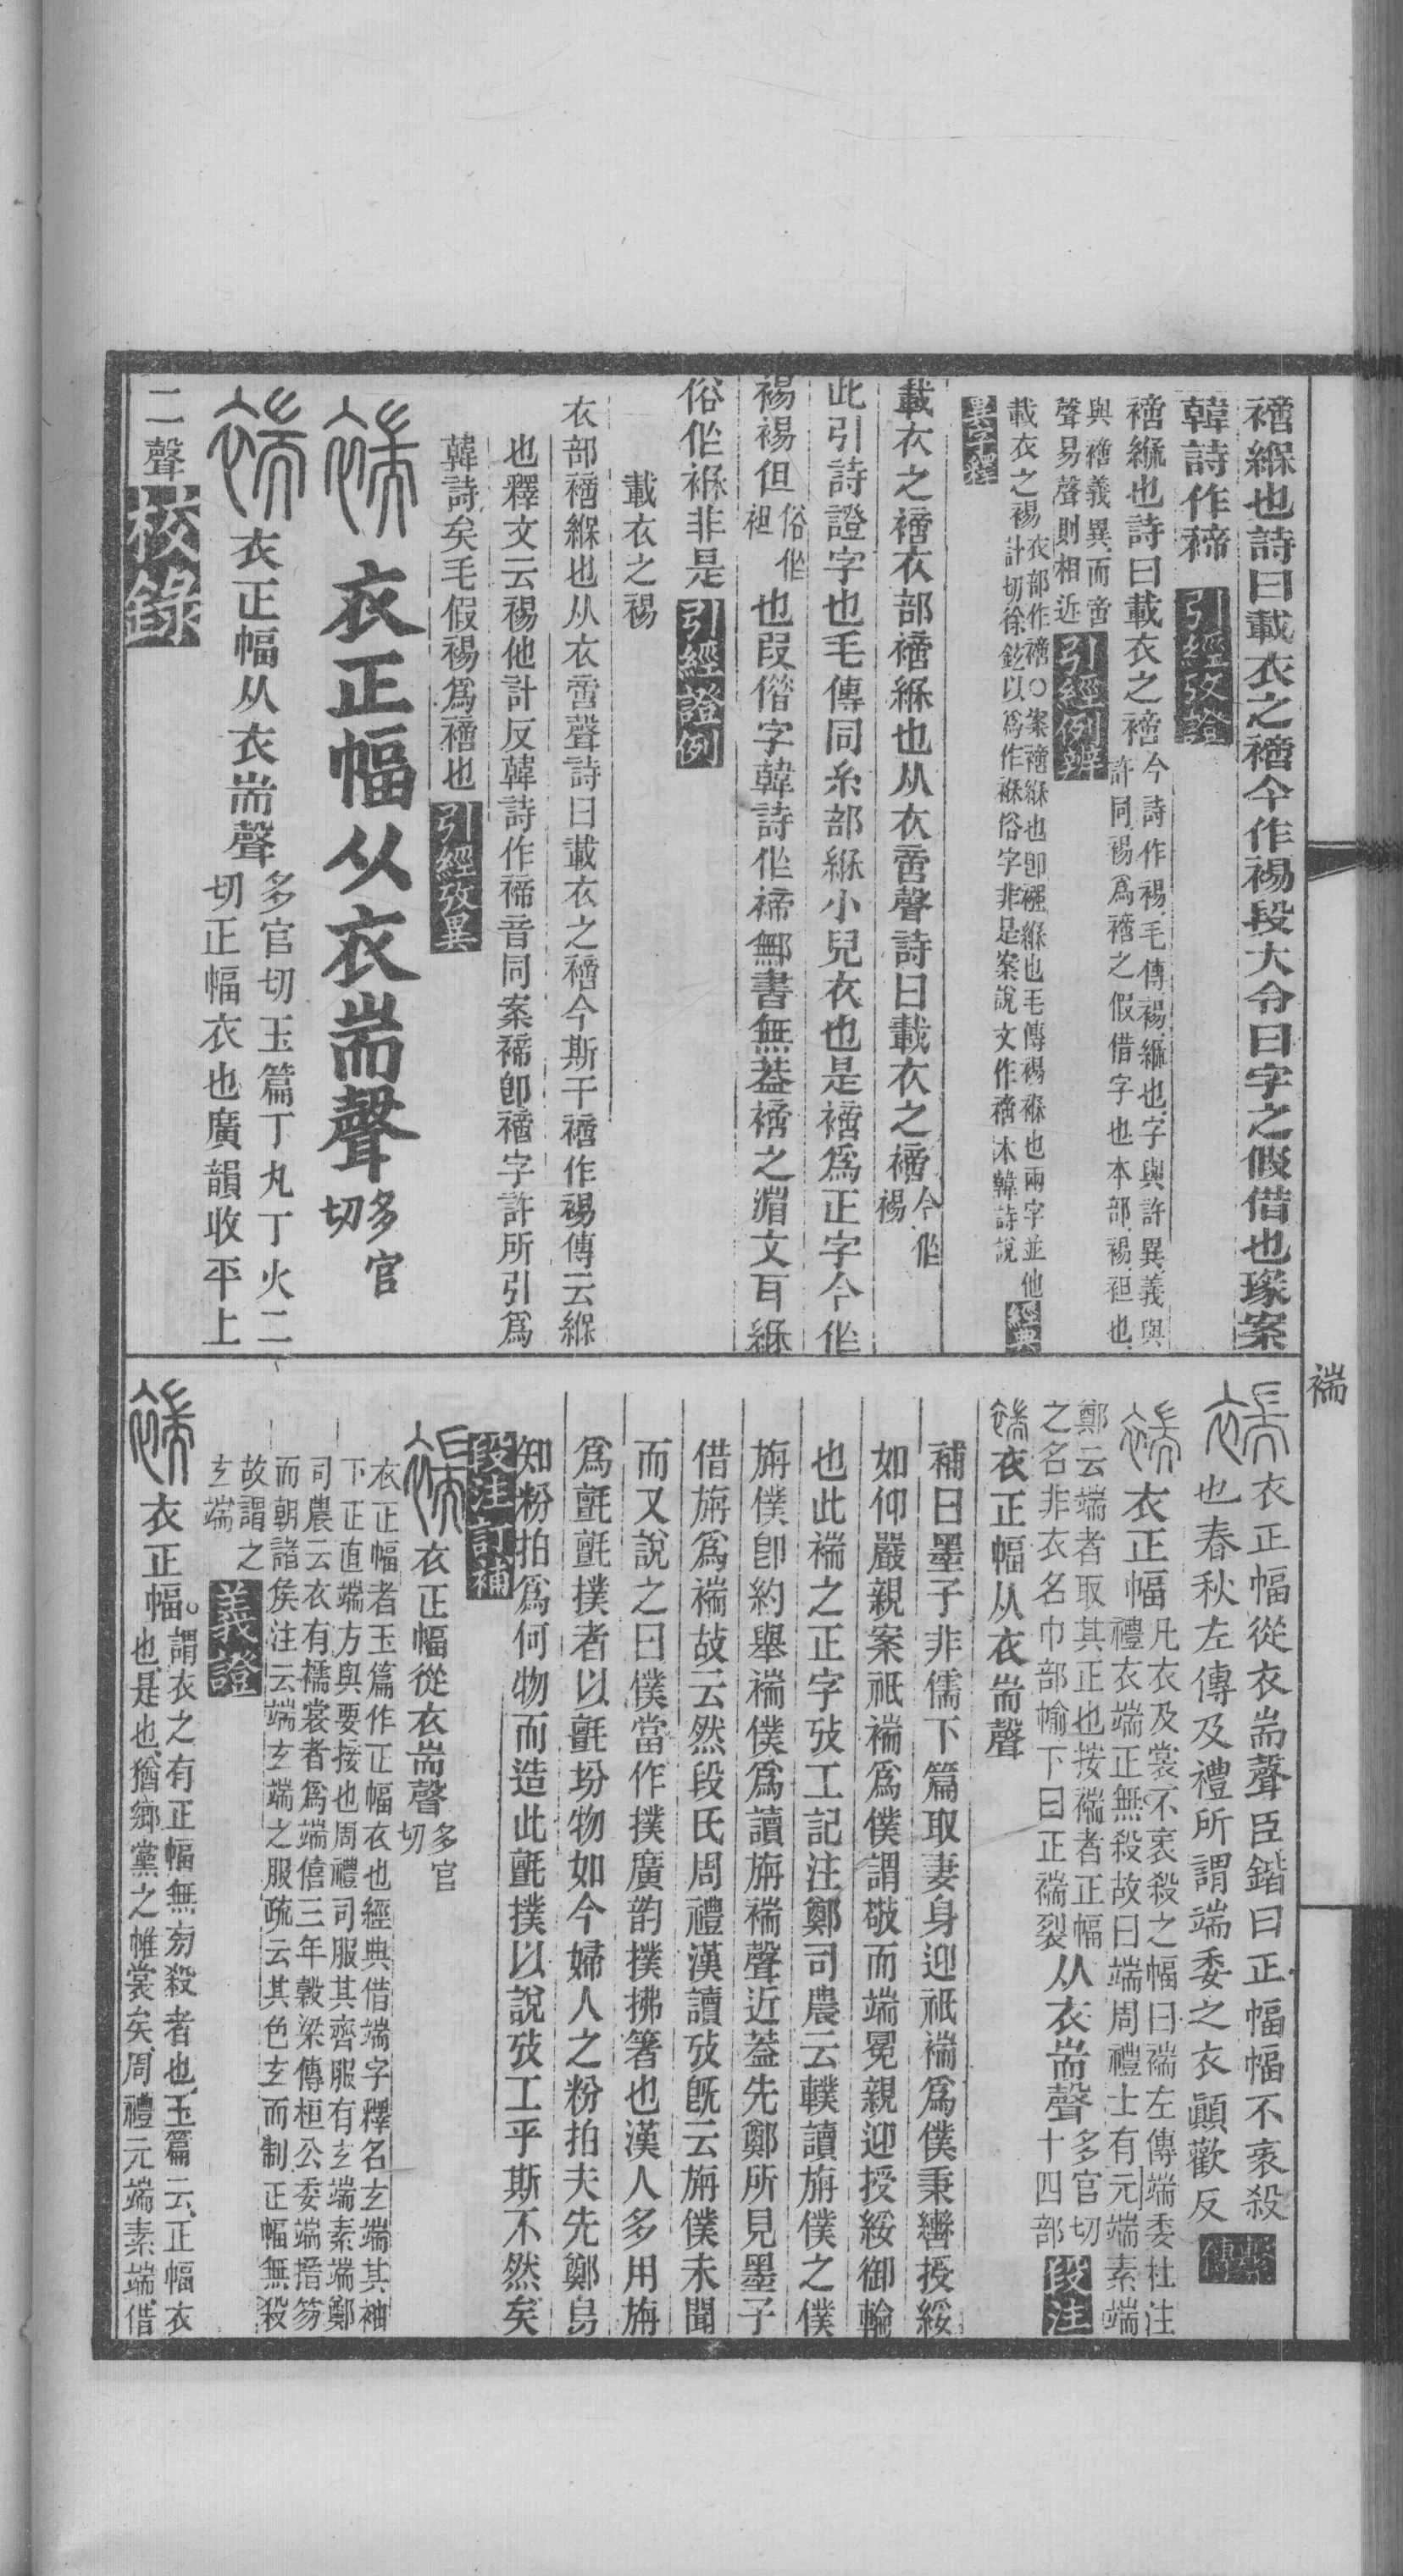 褅緥也詩曰載衣之褅今作裼段大令曰字之假借也瑑案
韓詩作禘 引經攷證
褅緥也詩曰載衣之褅今詩作裼毛傳裼緥也字與許異義與
許同裼爲褅之假借字也本部裼袒也
與褅義異而啻
聲易聲則相近 引經例辨
載衣之裼衣部作褅○案褅緥也卽褓緥也毛傳裼褓也兩字並他
計切徐鉉以爲作褓俗字非是案說文作褅本韓詩說 經典
異字釋
載衣之褅衣部褅緥也从衣啻聲詩曰載衣之褅今作
裼
此引詩證字也毛傳同糸部緥小兒衣也是褅爲正字今作
裼裼但俗作
袒也叚偕字韓詩作禘鄦書無葢褅之渻文耳緥
俗作褓非是 引經證例
載衣之裼
衣部褅緥也从衣啻聲詩曰載衣之褅今斯干褅作裼傳云緥
也釋文云裼他計反韓詩作禘音同案禘卽褅字許所引爲
韓詩矣毛假裼爲褅也 引經攷異
褍 衣正幅从衣耑聲多官
切
褍 衣正幅从衣耑聲多官切玉篇丁丸丁火二
切正幅衣也廣韻收平上
二聲 校錄
褍
褍 衣正幅從衣耑聲臣鍇曰正幅幅不衺殺
也春秋左傳及禮所謂端委之衣顚歡反 繫傳
褍 衣正幅凡衣及裳不衺殺之幅曰褍左傳端委杜注
禮衣端正無殺故曰端周禮士有元端素端
鄭云端者取其正也按褍者正幅
之名非衣名巾部㡏下曰正褍裂 从衣耑聲多官切
十四部 段注
褍 衣正幅从衣耑聲
補曰墨子非儒下篇取妻身迎祗褍爲僕秉轡授綏
如仰嚴親案祗褍爲僕謂敬而端冕親迎授綏御輪
也此褍之正字攷工記注鄭司農云轐讀旃僕之僕
旃僕卽約舉褍僕爲讀旃褍聲近葢先鄭所見墨子
借旃爲褍故云然段氏周禮漢讀攷旣云旃僕未聞
而又說之曰僕當作撲廣韵撲拂箸也漢人多用旃
爲氈氈撲者以氈坋物如今婦人之粉拍夫先鄭烏
知粉拍爲何物而造此氈撲以說攷工乎斯不然矣
段注訂補
褍 衣正幅從衣耑聲多官
切
衣正幅者玉篇作正幅衣也經典借端字釋名玄端其袖
下正直端方與要接也周禮司服其齊服有玄端素端鄭
司農云衣有襦裳者爲端僖三年穀梁傳桓公委端搢笏
而朝諸矦注云端玄端之服疏云其色玄而制正幅無殺
故謂之
玄端 義證
褍 衣正幅謂衣之有正幅無㫄殺者也玉篇云正幅衣
也是也猶鄉黨之帷裳矣周禮元端素端借